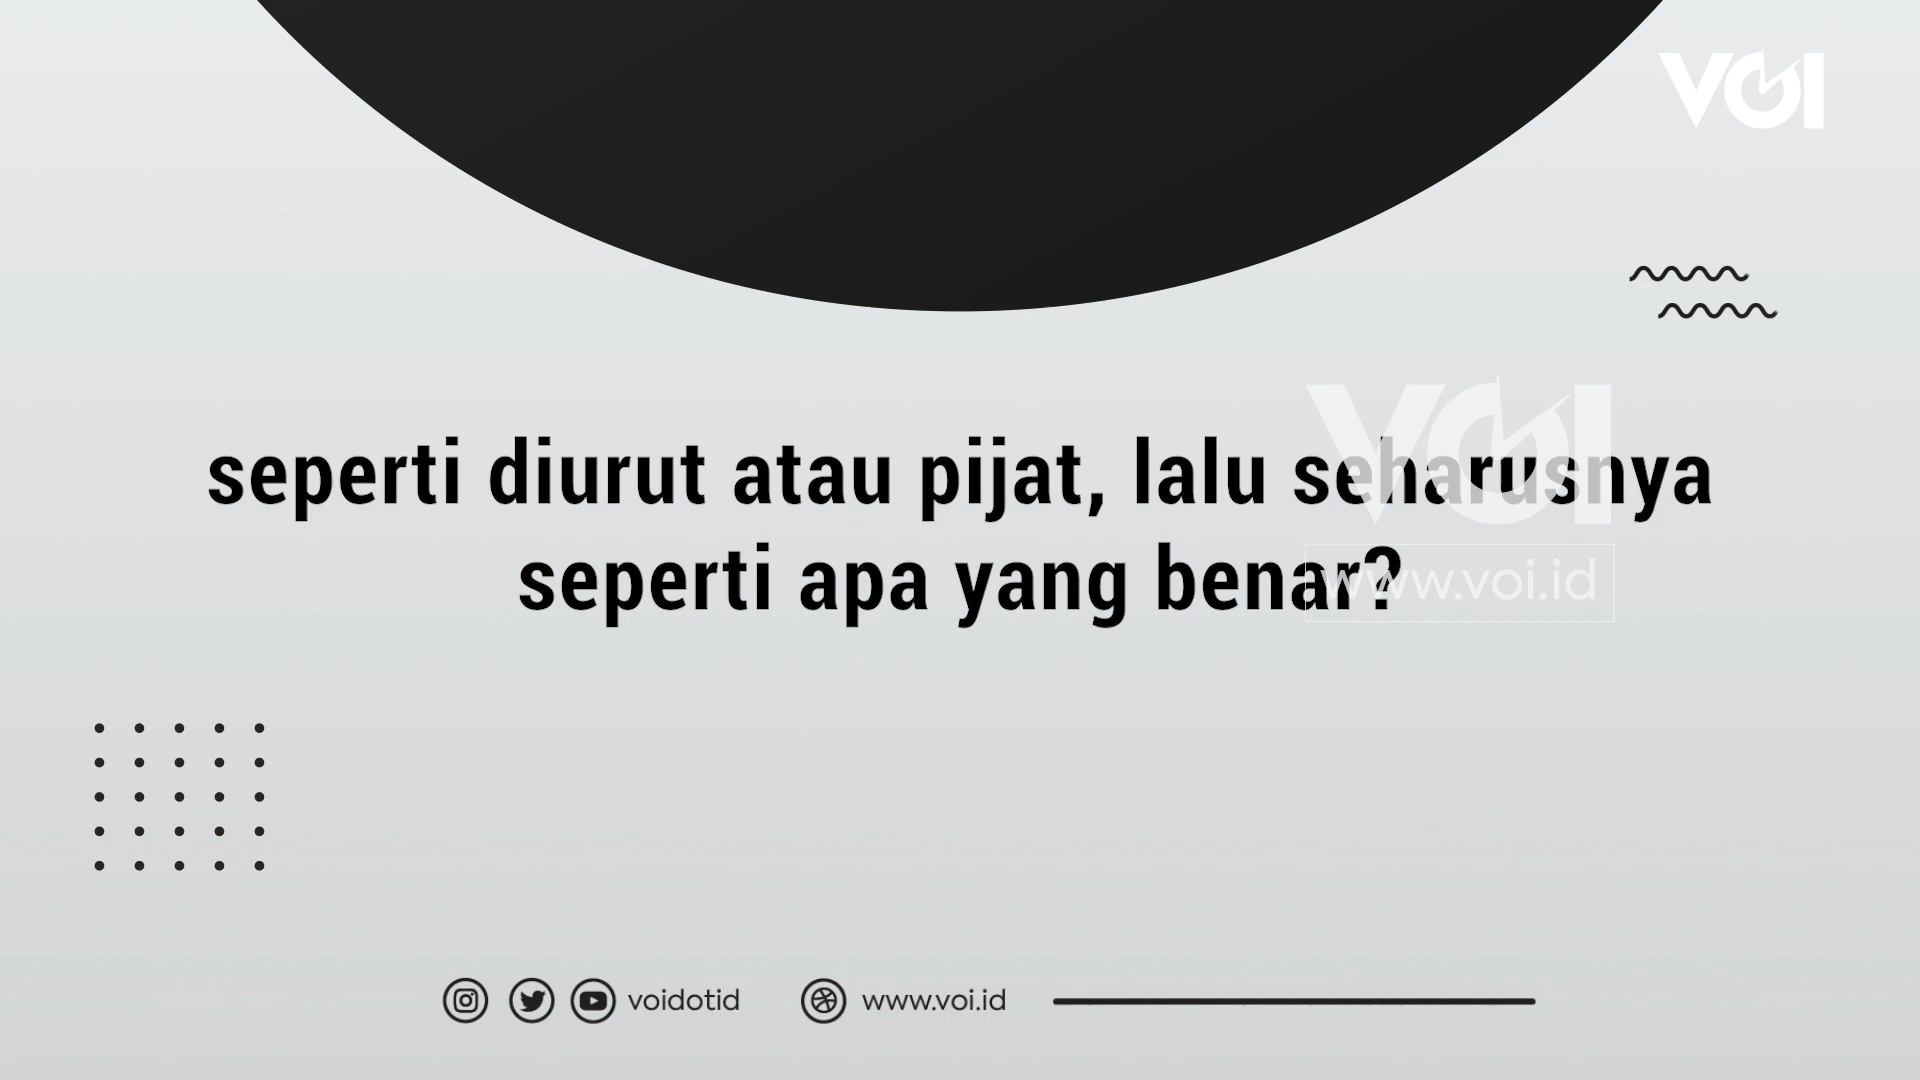 VOI
seperti diurut atau pijat, lalu seharusnya
seperti apa yang benar?
VOI
www.voi.id
voidotid
www.voi.id